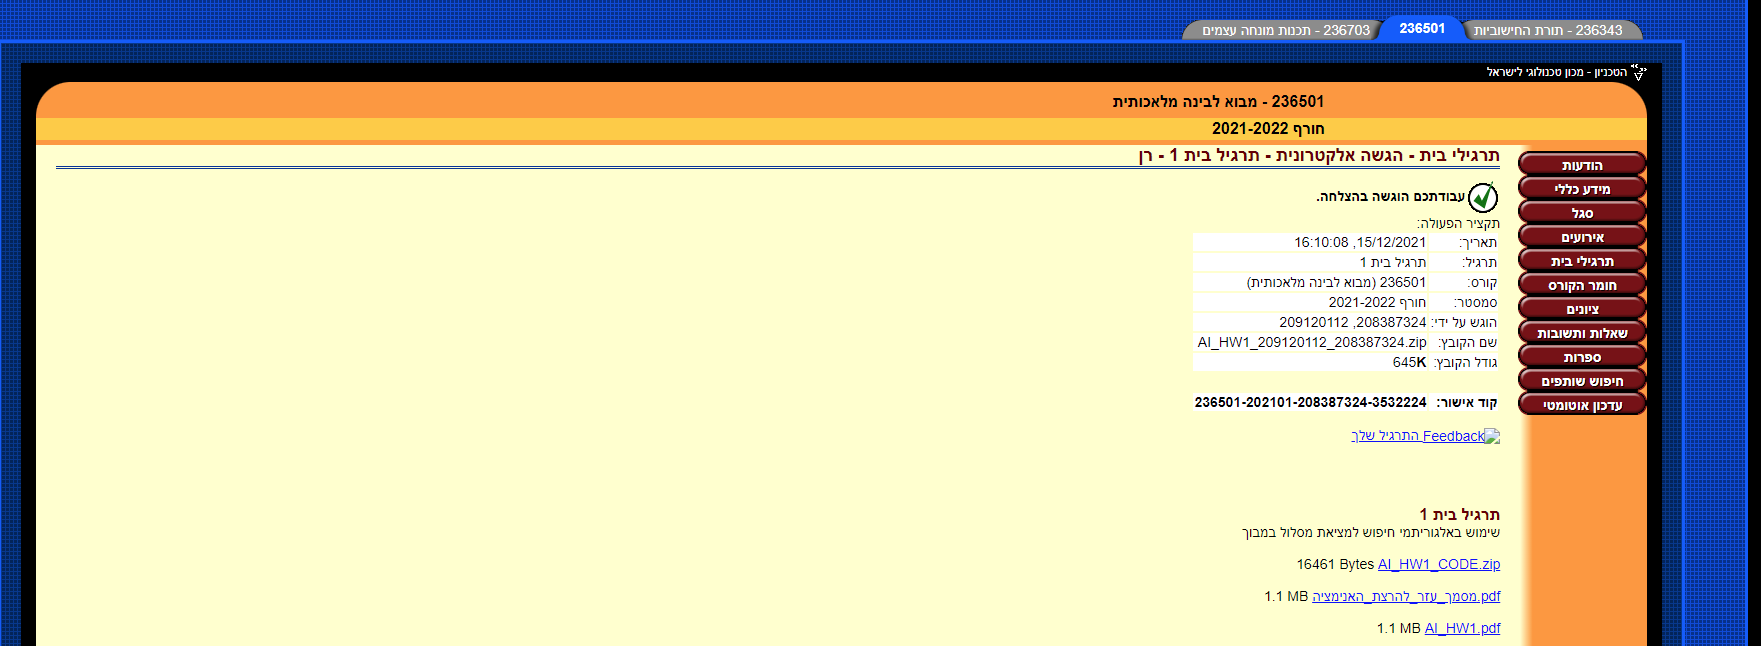 236343 - תורת החישוביות
236501
236703 - תכנות מונחה עצמים
הטכניון - מכון טכנולוגי לישראל
236501 - מבוא לבינה מלאכותית
חורף 2021-2022
הודעות
מידע כללי
סגל
אירועים
תרגילי בית
חומר הקורס
ציונים
שאלות ותשובות
ספרות
חיפוש שותפים
עדכון אוטומטי
תרגילי בית - הגשה אלקטרונית - תרגיל בית 1 - רן
עבודתכם הוגשה בהצלחה.
תקציר הפעולה:
תאריך: 15/12/2021, 16:10:08
תרגיל: תרגיל בית 1
קורס: 236501 (מבוא לבינה מלאכותית)
סמסטר: חורף 2021-2022
הוגש על ידי: 208387324, 209120112
שם הקובץ: AI_HW1_209120112_208387324.zip
גודל הקובץ: 645K
קוד אישור: 236501-202101-208387324-3532224
Feedback התרגיל שלך
תרגיל בית 1
שימוש באלגוריתמי חיפוש למציאת מסלול במבוך
AI_HW1_CODE.zip 16461 Bytes
מסמך_עזר_להרצת_האנימציה.pdf 1.1 MB
AI_HW1.pdf 1.1 MB